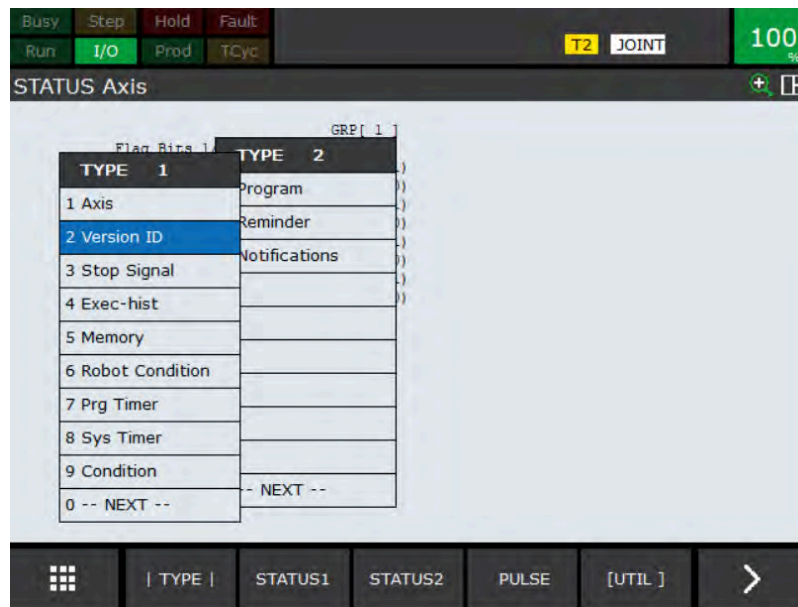 Busy Step Hold Fault
Run I/O Prod TCyc
T2 JOINT
100
%
STATUS Axis
GRP[ 1 ]
Flag Bits 1
TYPE 1
1 Axis
2 Version ID
3 Stop Signal
4 Exec-hist
5 Memory
6 Robot Condition
7 Prg Timer
8 Sys Timer
9 Condition
0 -- NEXT --
TYPE 2
Program
Reminder
Notifications
-- NEXT --
| TYPE | STATUS1 STATUS2 PULSE [UTIL ] >